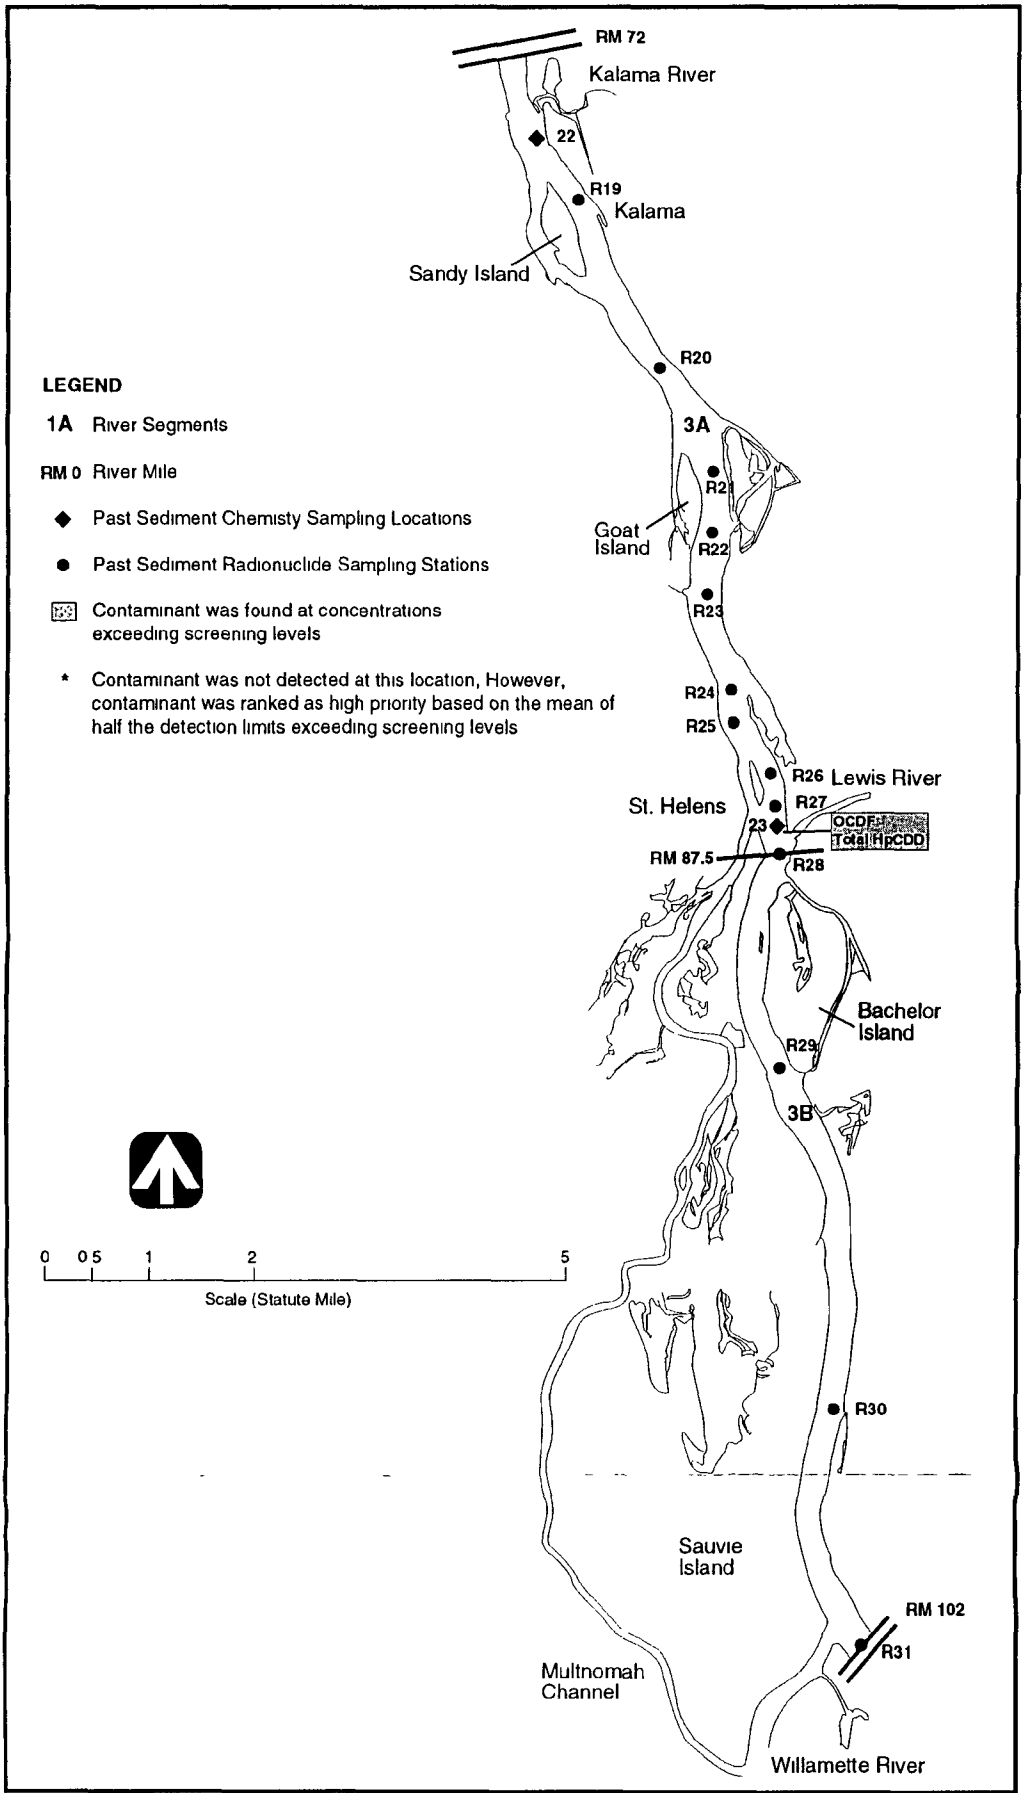 RM 72
Kalama River
22
R19
Kalama
Sandy Island
R20
LEGEND
1A River Segments
RM 0 River Mile
Past Sediment Chemisty Sampling Locations
Past Sediment Radionuclide Sampling Stations
Contaminant was found at concentrations
exceeding screening levels
* Contaminant was not detected at this location, However,
contaminant was ranked as high priority based on the mean of
half the detection limits exceeding screening levels
3A
R21
Goat
Island
R22
R23
R24
R25
R26
Lewis River
St. Helens
R27
23
OCDF
Total HpCDD
RM 87.5
R28
Bachelor
Island
R29
3B
0 0 5 1 2 5
Scale (Statute Mile)
R30
Sauvie
Island
RM 102
R31
Multnomah
Channel
Willamette River